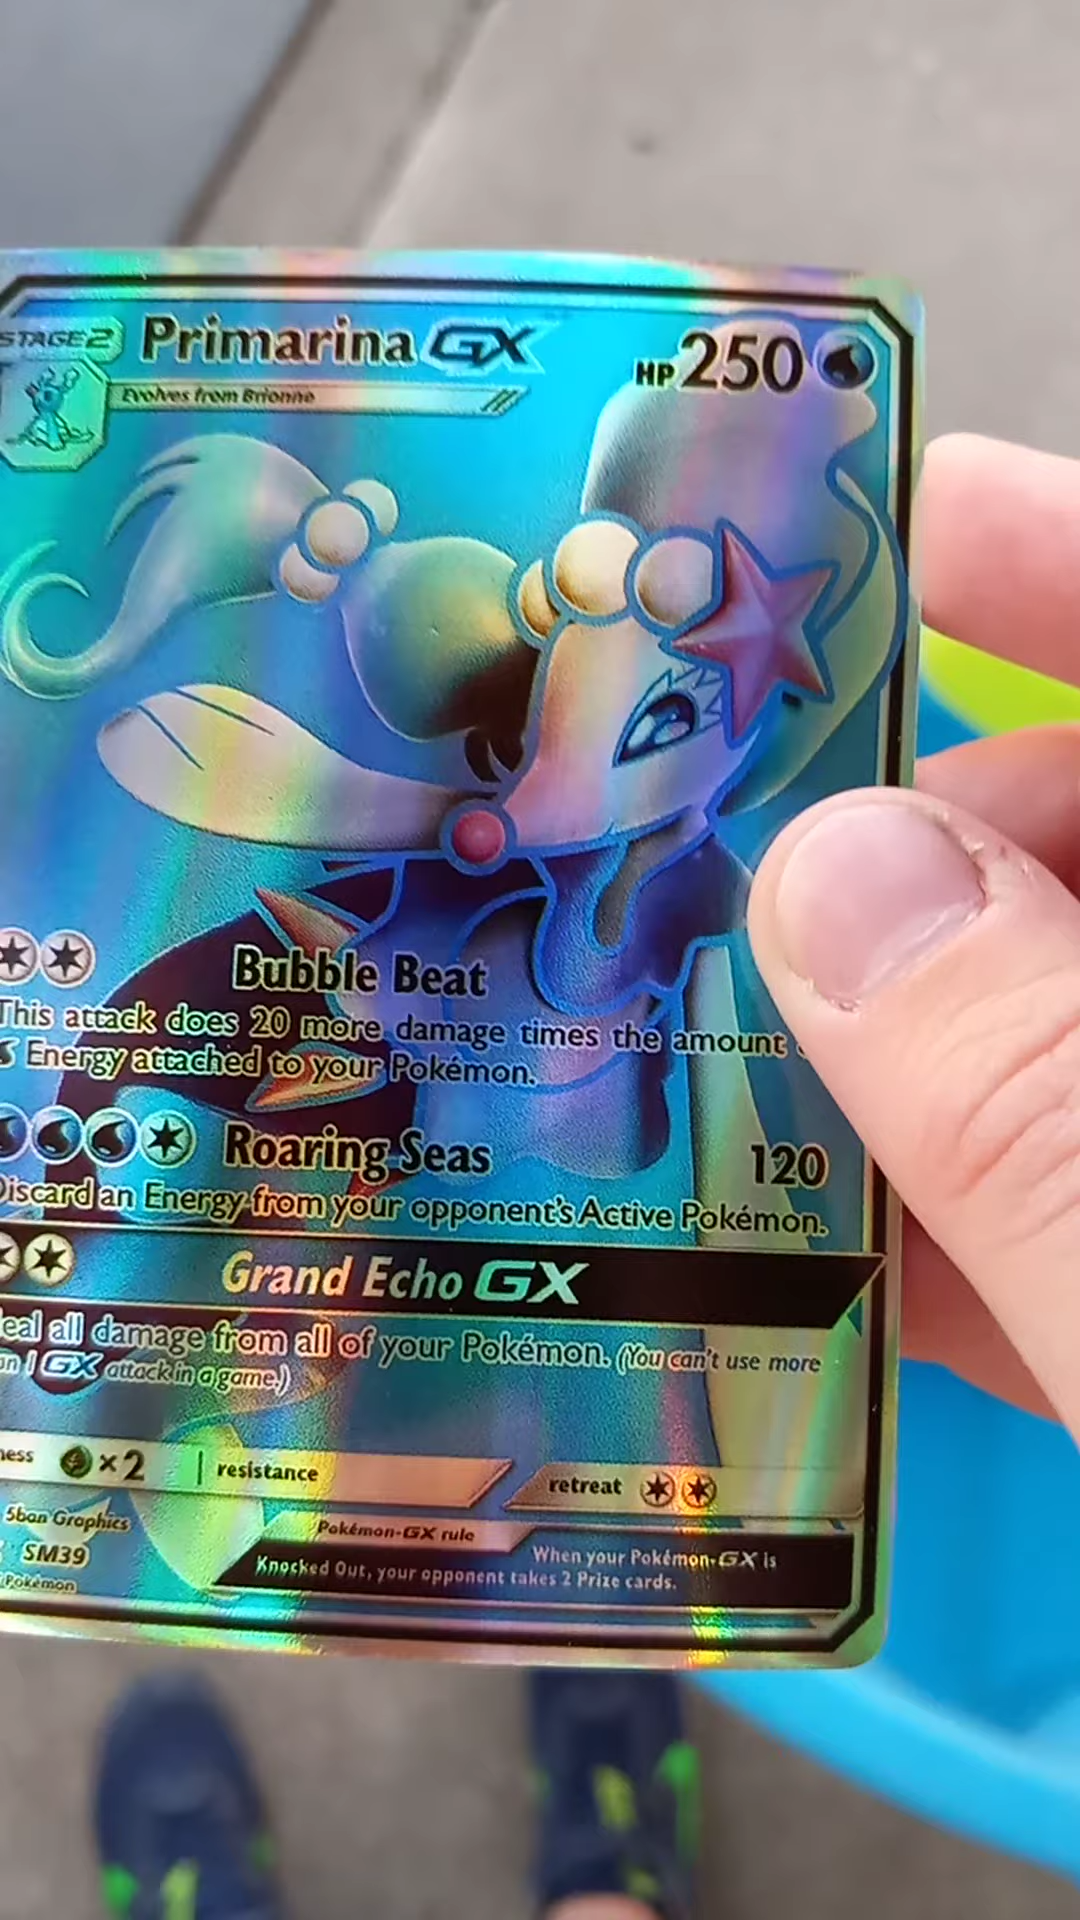 STAGE2 Primarina GX HP250
Evolves from Brionne
Bubble Beat
This attack does 20 more damage times the amount
Energy attached to your Pokémon.
Roaring Seas 120
Discard an Energy from your opponent's Active Pokémon.
Grand Echo GX
eal all damage from all of your Pokémon. (You can't use more
an 1 GX attack in a game.)
ness ×2 resistance retreat
5ban Graphics
Pokémon-GX rule
SM39
When your Pokémon-GX is
Knocked Out, your opponent takes 2 Prize cards.
Pokémon